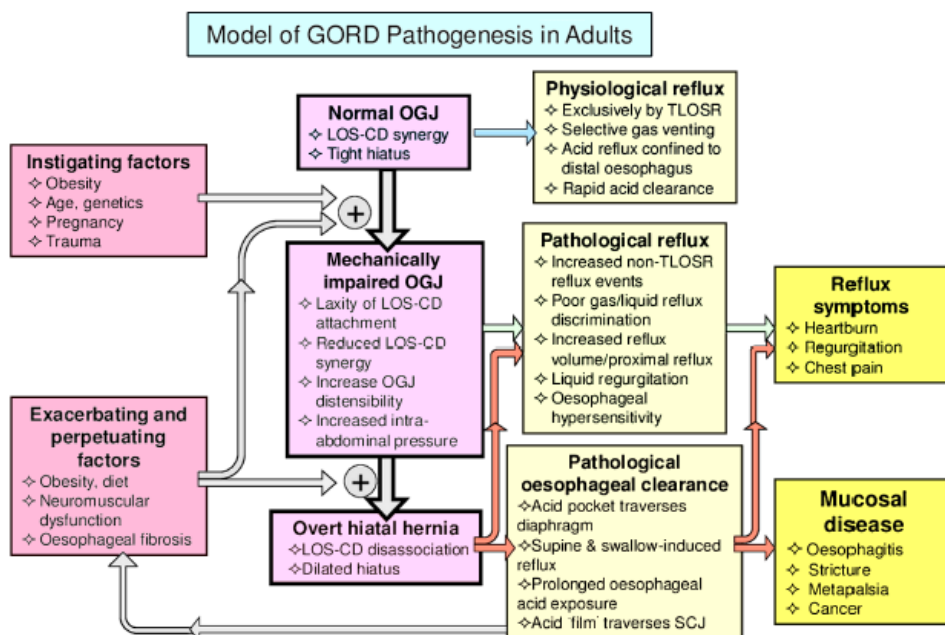 Model of GORD Pathogenesis in Adults
Normal OGJ
✧ LOS-CD synergy
✧ Tight hiatus
Physiological reflux
✧ Exclusively by TLOSR
✧ Selective gas venting
✧ Acid reflux confined to
distal oesophagus
✧ Rapid acid clearance
Instigating factors
✧ Obesity
✧ Age, genetics
✧ Pregnancy
✧ Trauma
+
Mechanically
impaired OGJ
✧ Laxity of LOS-CD
attachment
✧ Reduced LOS-CD
synergy
✧ Increase OGJ
distensibility
✧ Increased intra-
abdominal pressure
Pathological reflux
✧ Increased non-TLOSR
reflux events
✧ Poor gas/liquid reflux
discrimination
✧ Increased reflux
volume/proximal reflux
✧ Liquid regurgitation
✧ Oesophageal
hypersensitivity
Reflux
symptoms
✧ Heartburn
✧ Regurgitation
✧ Chest pain
Exacerbating and
perpetuating
factors
✧ Obesity, diet
✧ Neuromuscular
dysfunction
✧ Oesophageal fibrosis
+
Overt hiatal hernia
✧LOS-CD disassociation
✧Dilated hiatus
Pathological
oesophageal clearance
✧Acid pocket traverses
diaphragm
✧Supine & swallow-induced
reflux
✧Prolonged oesophageal
acid exposure
✧Acid 'film' traverses SCJ
Mucosal
disease
✧ Oesophagitis
✧ Stricture
✧ Metapalsia
✧ Cancer